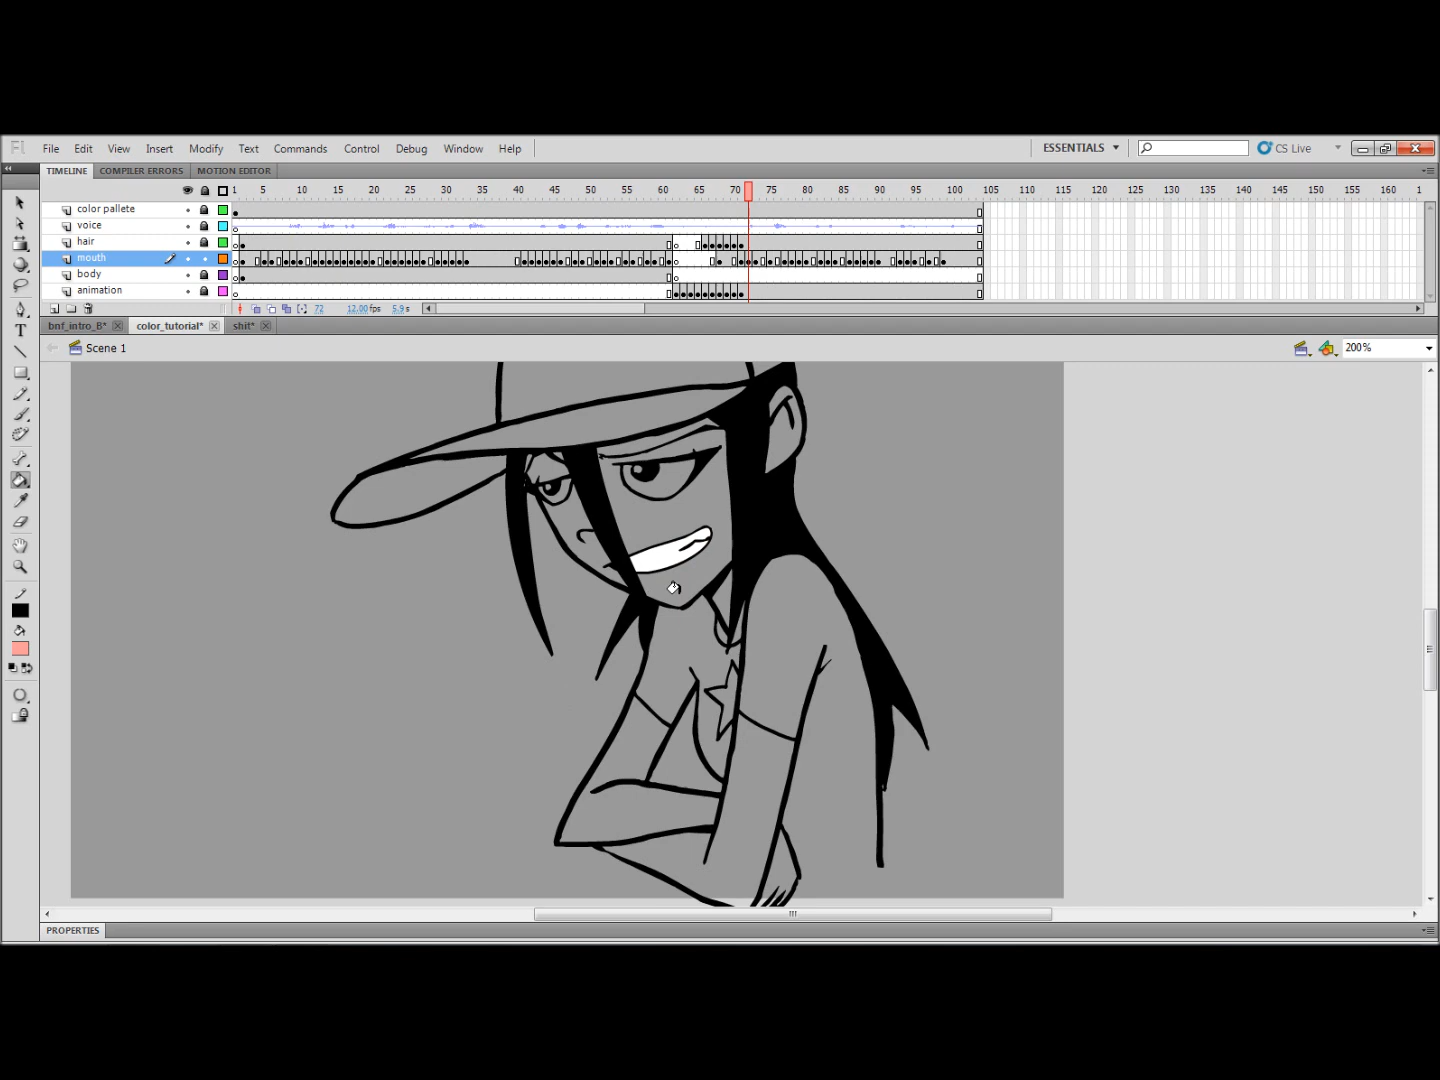 Fl File Edit View Insert Modify Text Commands Control Debug Window Help ESSENTIALS CS Live
TIMELINE COMPILER ERRORS MOTION EDITOR
1 5 10 15 20 25 30 35 40 45 50 55 60 65 70 75 80 85 90 95 100 105 110 115 120 125 130 135 140 145 150 155 160 1
color pallete
voice
hair
mouth
body
animation
72 12.00 fps 5.9 s
bnf_intro_B* color_tutorial* shit*
Scene 1 200%
T
PROPERTIES